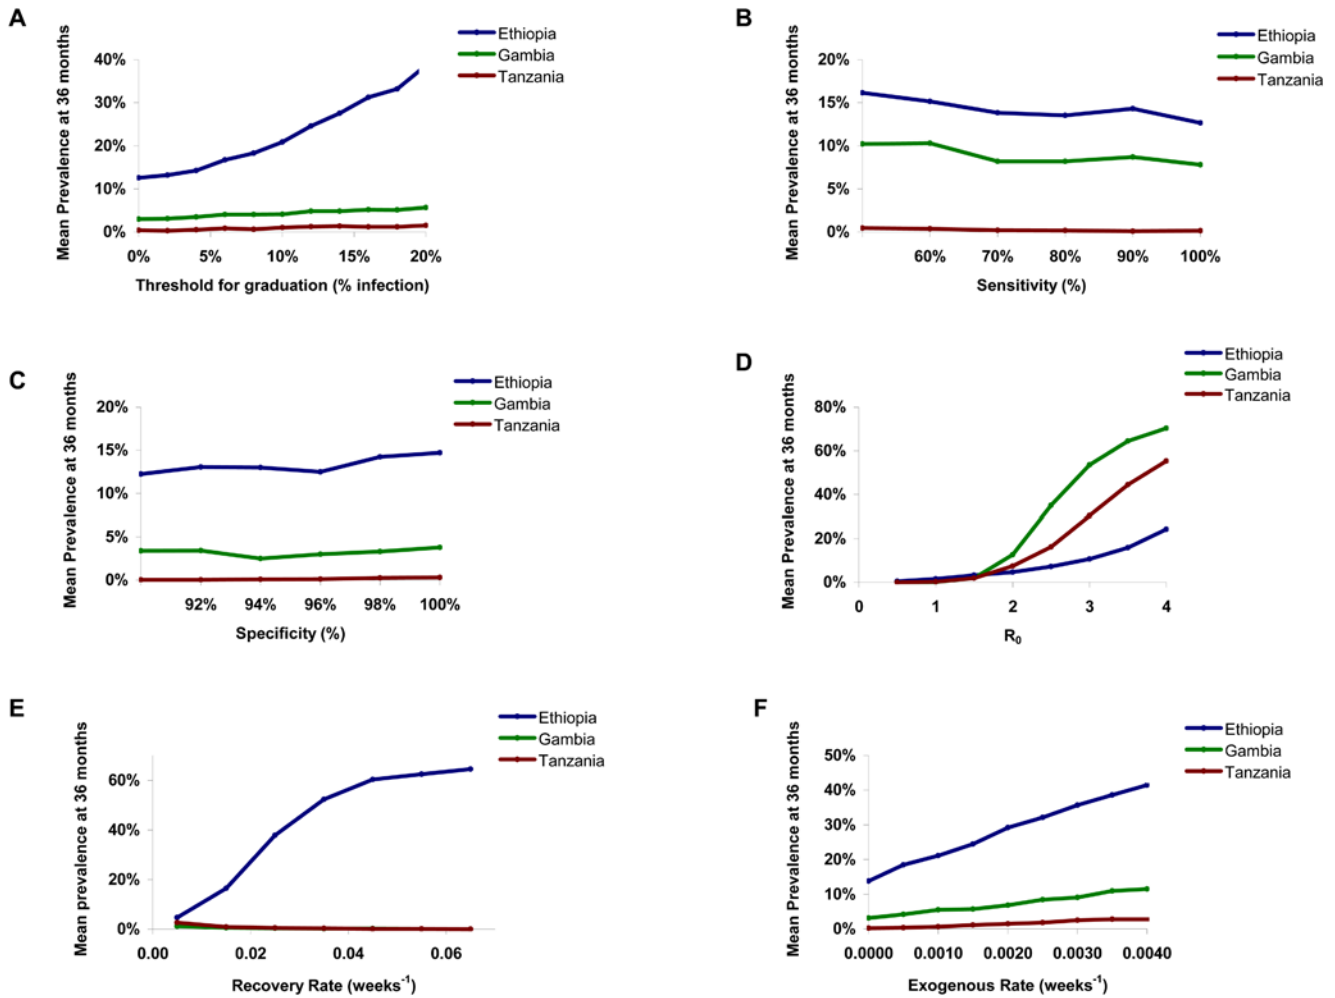 A
Ethiopia
Gambia
Tanzania
Mean Prevalence at 36 months
40%
30%
20%
10%
0%
0% 5% 10% 15% 20%
Threshold for graduation (% infection)
B
Ethiopia
Gambia
Tanzania
Mean Prevalence at 36 months
20%
15%
10%
5%
0%
60% 70% 80% 90% 100%
Sensitivity (%)
C
Ethiopia
Gambia
Tanzania
Mean Prevalence at 36 months
20%
15%
10%
5%
0%
92% 94% 96% 98% 100%
Specificity (%)
D
Ethiopia
Gambia
Tanzania
Mean Prevalence at 36 months
80%
60%
40%
20%
0%
0 1 2 3 4
R₀
E
Ethiopia
Gambia
Tanzania
Mean prevalence at 36 months
60%
40%
20%
0%
0.00 0.02 0.04 0.06
Recovery Rate (weeks⁻¹)
F
Ethiopia
Gambia
Tanzania
Mean Prevalence at 36 months
50%
40%
30%
20%
10%
0%
0.0000 0.0010 0.0020 0.0030 0.0040
Exogenous Rate (weeks⁻¹)